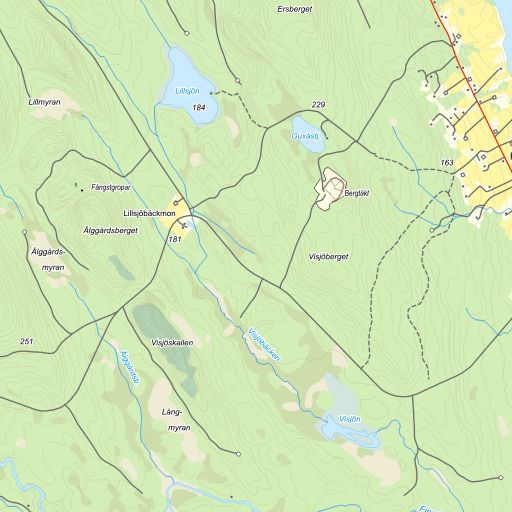 Ersberget
Lillsjön
Lillmyran
184
229
Guxåstj.
163
Fångstgropar
Bergtäkt
Lillsjöbäckmon
Älggårdsberget
181
Älggårds-
myran
Visjöberget
251
Visjöskallen
Visjöbäcken
Älggårdsb.
Lång-
myran
Visjön